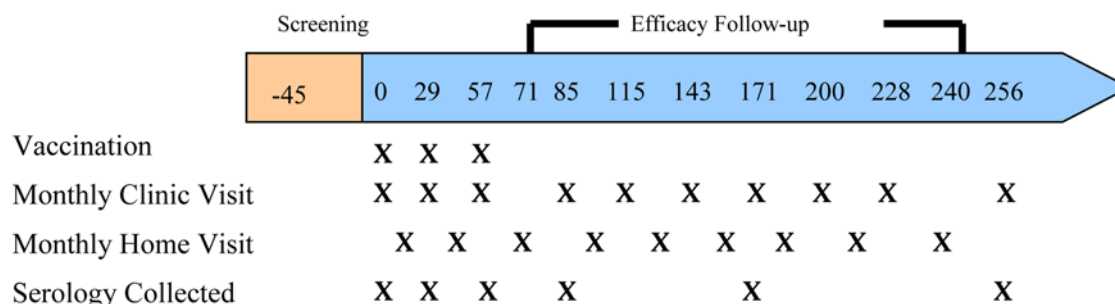 Screening Efficacy Follow-up
-45 0 29 57 71 85 115 143 171 200 228 240 256
Vaccination X X X
Monthly Clinic Visit X X X X X X X X X X
Monthly Home Visit X X X X X X X X X
Serology Collected X X X X X X